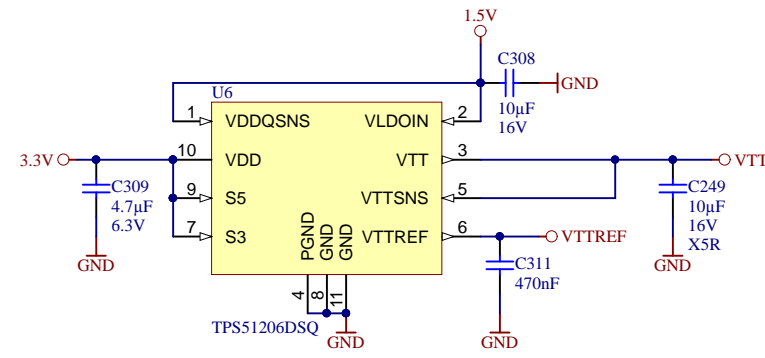 1.5V
C308
GND
10µF
16V
U6
1
VDDQSNS
VLDOIN
2
3.3V
10
VDD
VTT
3
VTT
C309
4.7µF
6.3V
GND
9
S5
VTTSNS
5
C249
10µF
16V
X5R
GND
7
S3
VTTREF
6
VTTREF
PGND
GND
GND
C311
470nF
GND
4
8
11
TPS51206DSQ
GND